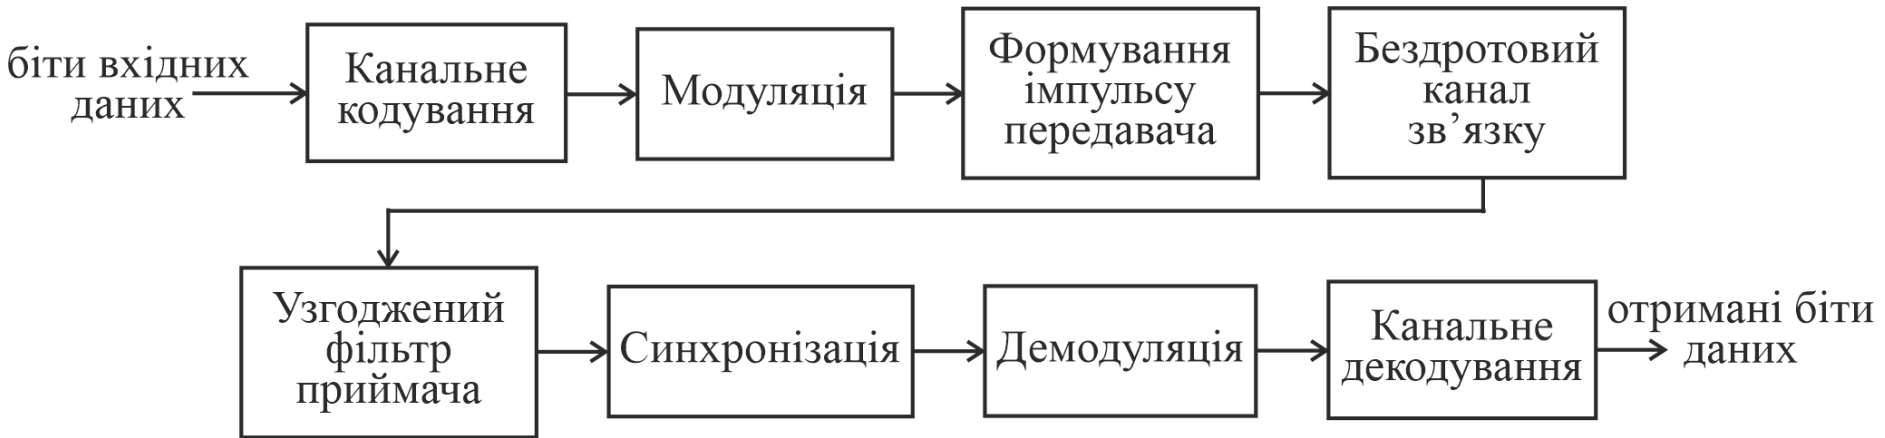 біти вхідних
даних
Канальне
кодування
Модуляція
Формування
імпульсу
передавача
Бездротовий
канал
зв’язку
Узгоджений
фільтр
приймача
Синхронізація
Демодуляція
Канальне
декодування
отримані біти
даних